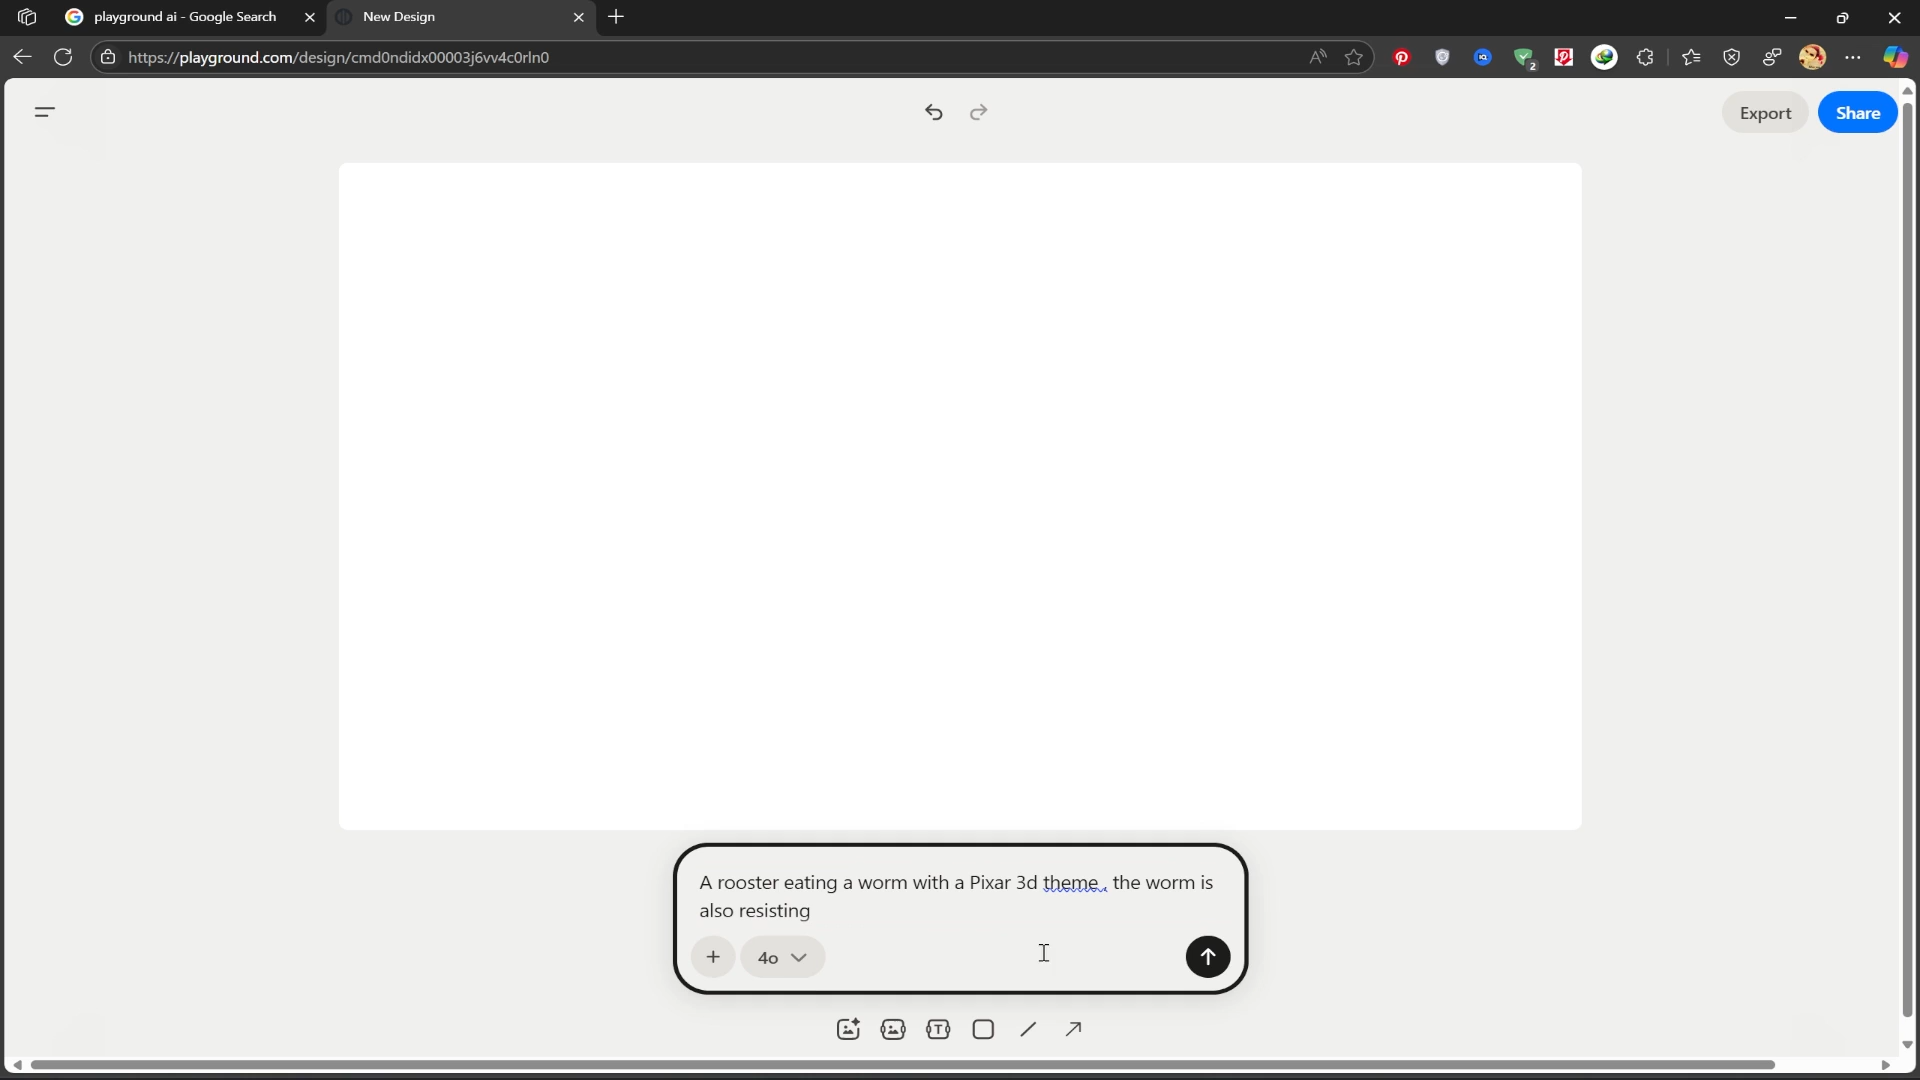 playground ai - Google Search
New Design
https://playground.com/design/cmd0ndidx00003j6vv4c0rln0
2
Export
Share
A rooster eating a worm with a Pixar 3d theme , the worm is
also resisting
4o